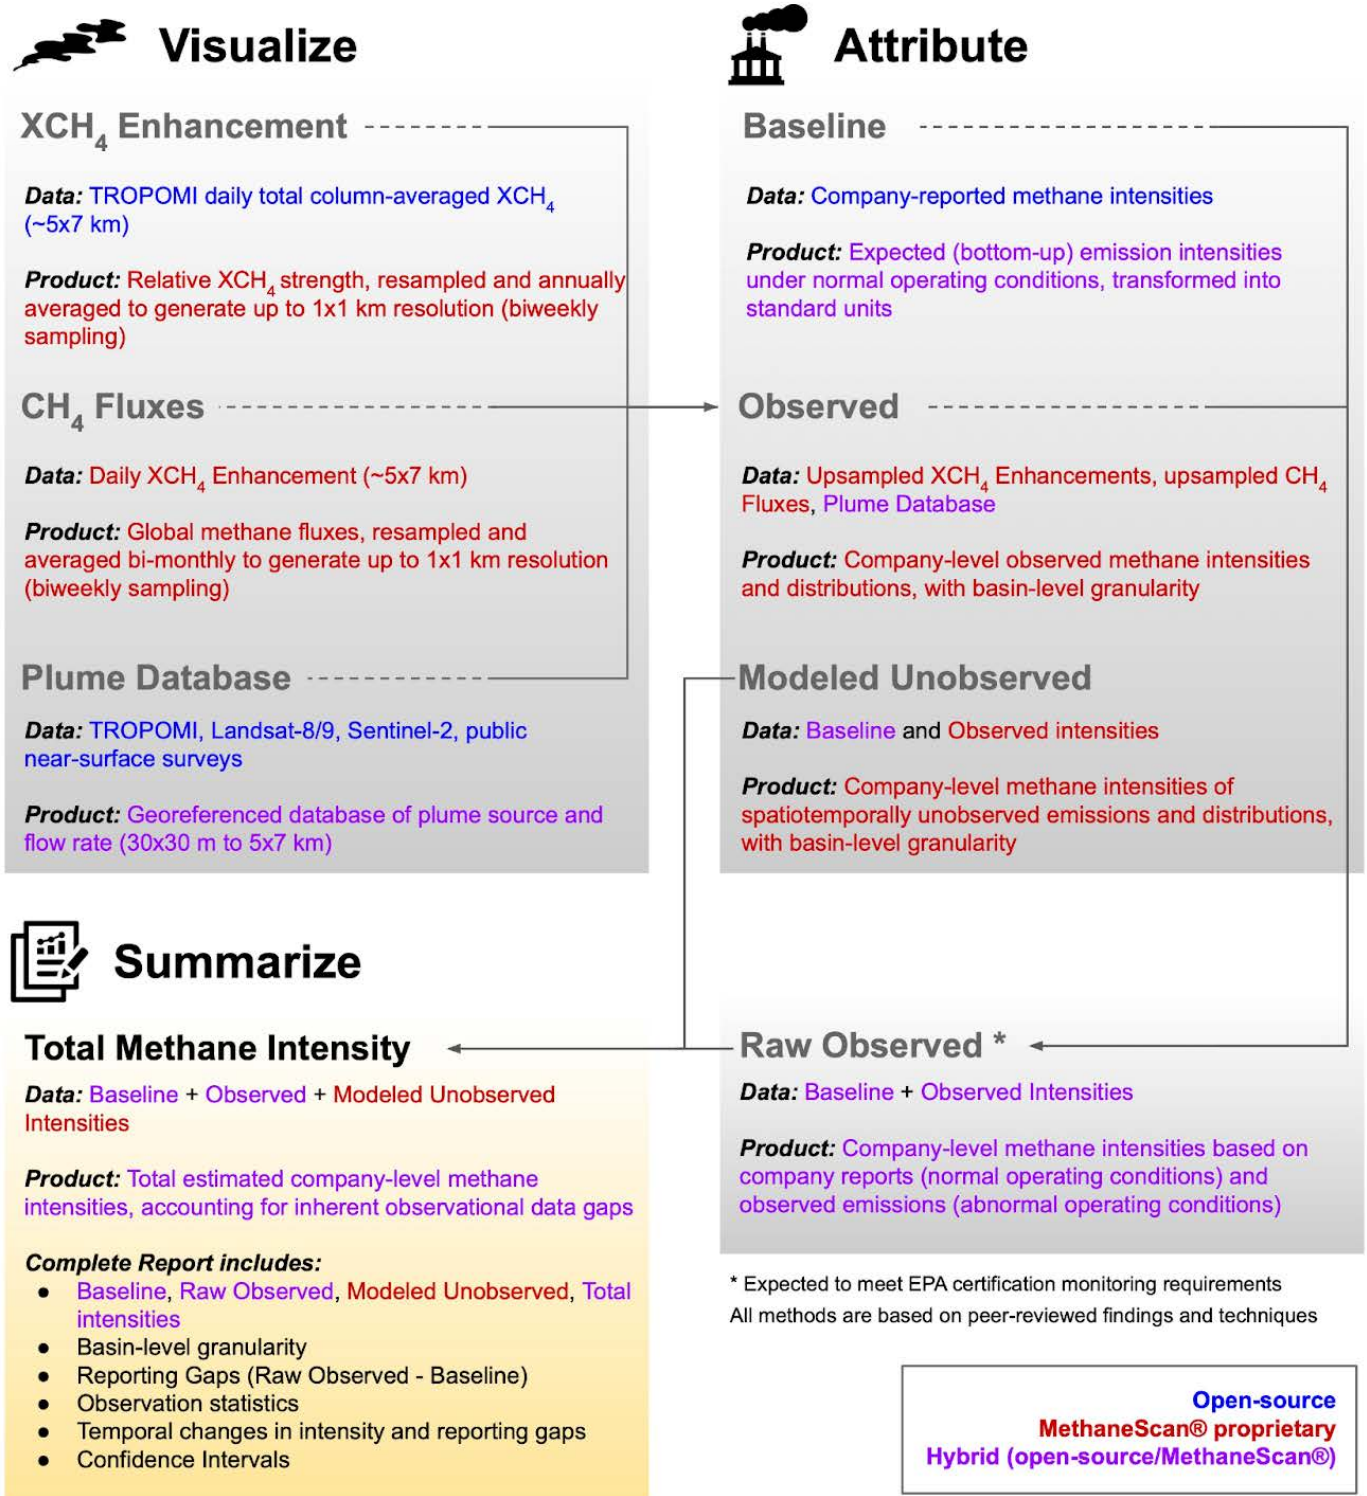 Visualize
XCH4 Enhancement
Data: TROPOMI daily total column-averaged XCH4
(~5x7 km)
Product: Relative XCH4 strength, resampled and annually
averaged to generate up to 1x1 km resolution (biweekly
sampling)
CH4 Fluxes
Data: Daily XCH4 Enhancement (~5x7 km)
Product: Global methane fluxes, resampled and
averaged bi-monthly to generate up to 1x1 km resolution
(biweekly sampling)
Plume Database
Data: TROPOMI, Landsat-8/9, Sentinel-2, public
near-surface surveys
Product: Georeferenced database of plume source and
flow rate (30x30 m to 5x7 km)
Attribute
Baseline
Data: Company-reported methane intensities
Product: Expected (bottom-up) emission intensities
under normal operating conditions, transformed into
standard units
Observed
Data: Upsampled XCH4 Enhancements, upsampled CH4
Fluxes, Plume Database
Product: Company-level observed methane intensities
and distributions, with basin-level granularity
Modeled Unobserved
Data: Baseline and Observed intensities
Product: Company-level methane intensities of
spatiotemporally unobserved emissions and distributions,
with basin-level granularity
Raw Observed *
Data: Baseline + Observed Intensities
Product: Company-level methane intensities based on
company reports (normal operating conditions) and
observed emissions (abnormal operating conditions)
* Expected to meet EPA certification monitoring requirements
All methods are based on peer-reviewed findings and techniques
Summarize
Total Methane Intensity
Data: Baseline + Observed + Modeled Unobserved
Intensities
Product: Total estimated company-level methane
intensities, accounting for inherent observational data gaps
Complete Report includes:
● Baseline, Raw Observed, Modeled Unobserved, Total
intensities
● Basin-level granularity
● Reporting Gaps (Raw Observed - Baseline)
● Observation statistics
● Temporal changes in intensity and reporting gaps
● Confidence Intervals
Open-source
MethaneScan® proprietary
Hybrid (open-source/MethaneScan®)